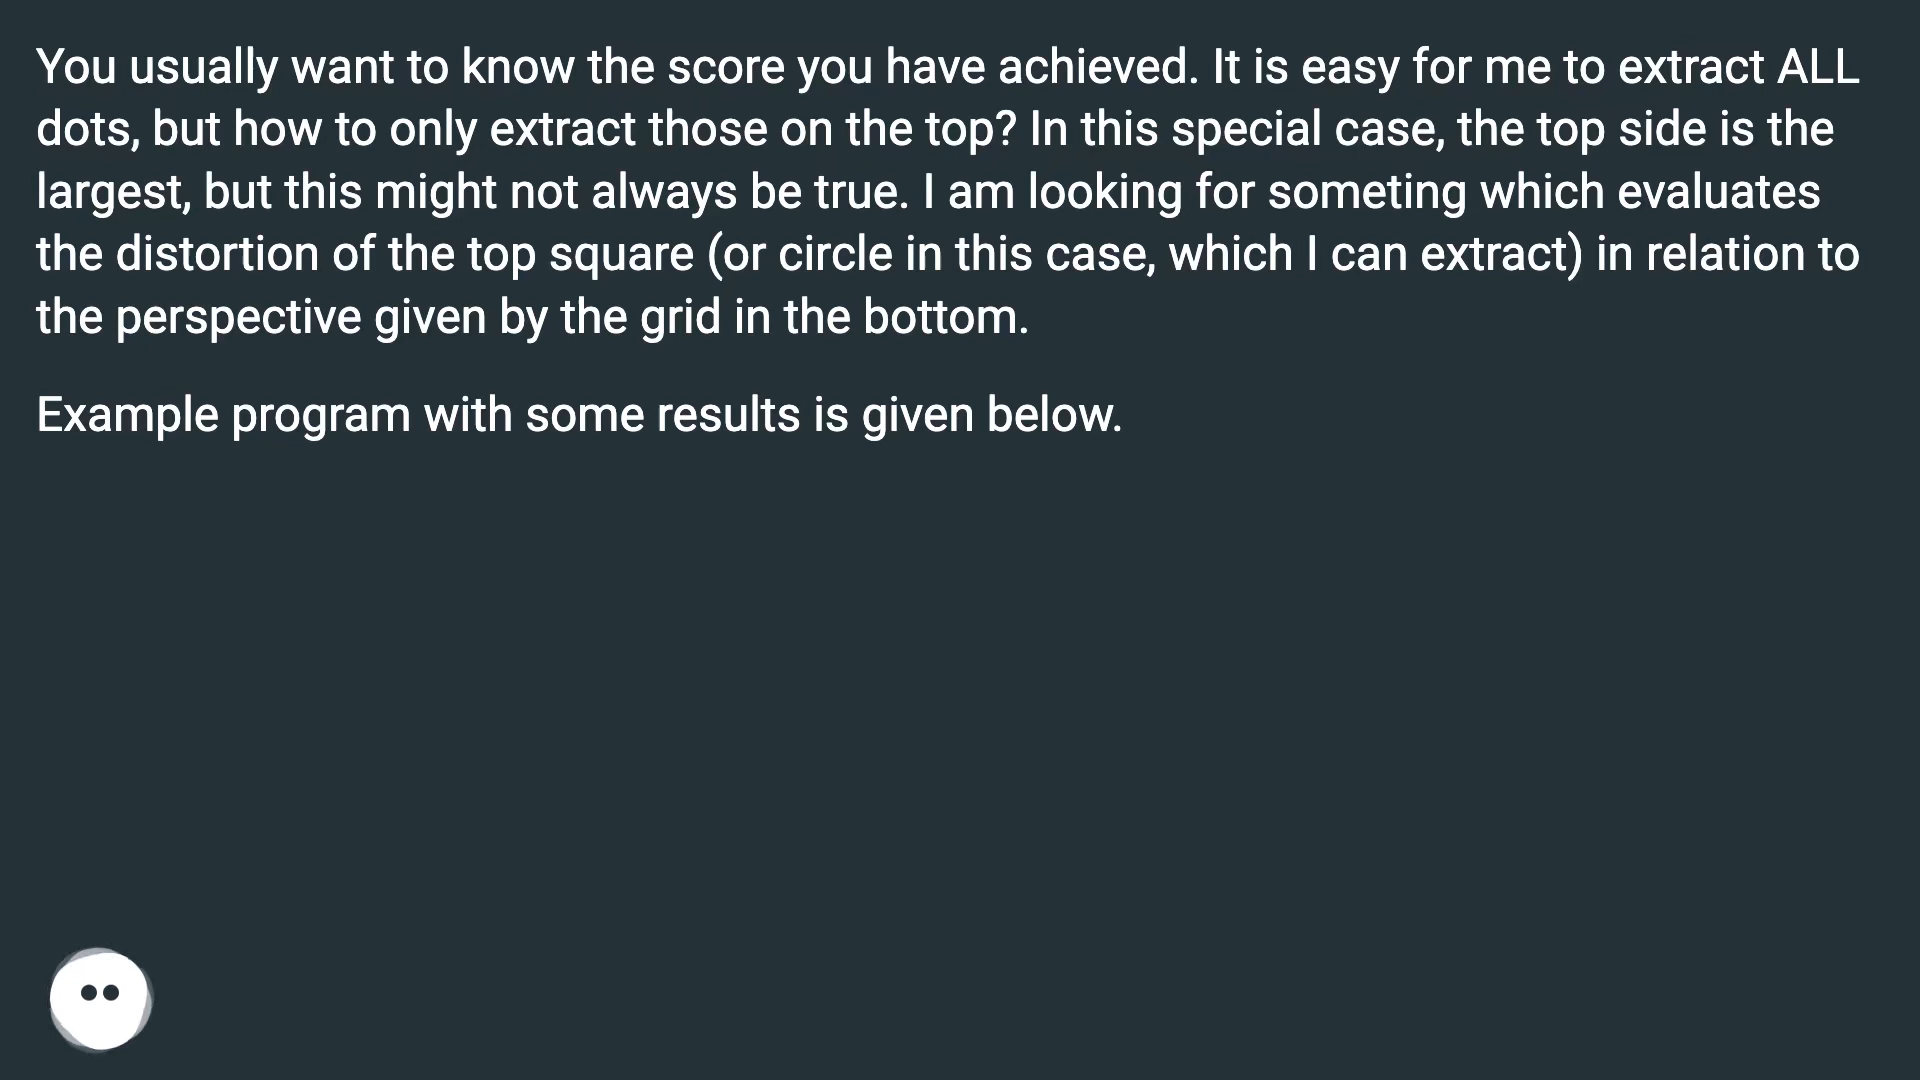 You usually want to know the score you have achieved. It is easy for me to extract ALL
dots, but how to only extract those on the top? In this special case, the top side is the
largest, but this might not always be true. I am looking for someting which evaluates
the distortion of the top square (or circle in this case, which I can extract) in relation to
the perspective given by the grid in the bottom.
Example program with some results is given below.